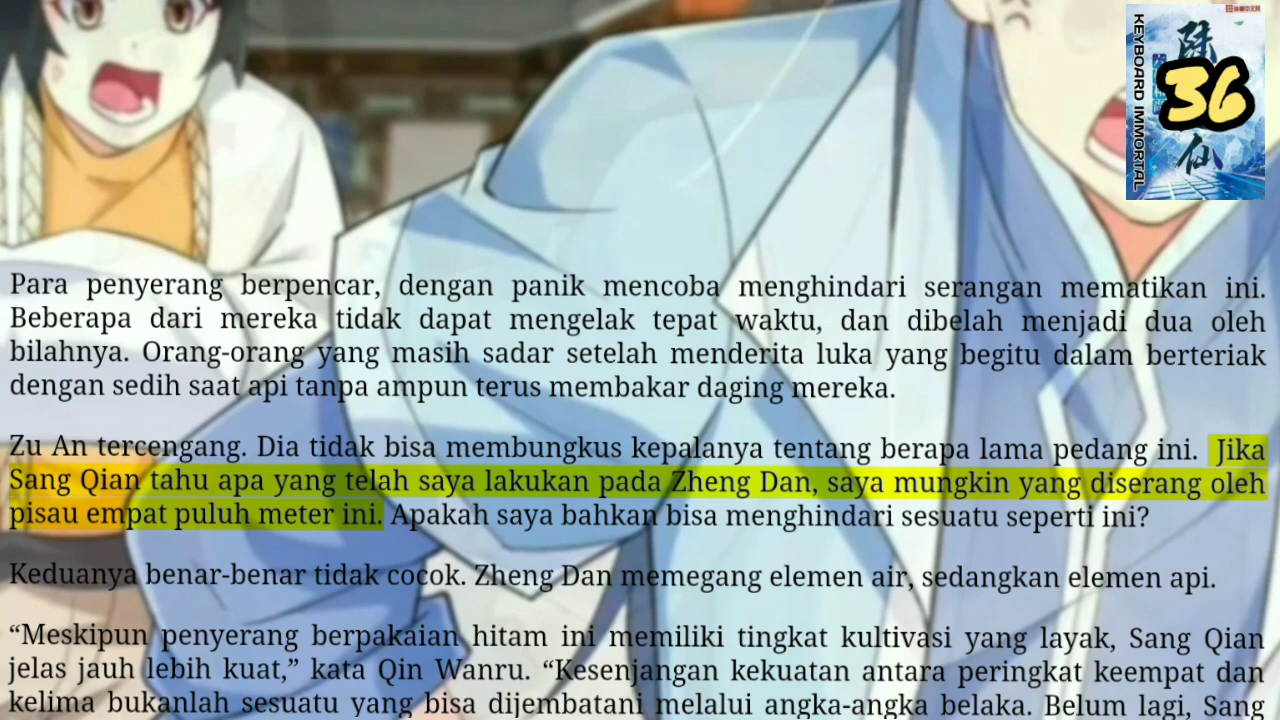 KEYBOARD IMMORTAL
陸
36
仙
Para penyerang berpencar, dengan panik mencoba menghindari serangan mematikan ini.
Beberapa dari mereka tidak dapat mengelak tepat waktu, dan dibelah menjadi dua oleh
bilahnya. Orang-orang yang masih sadar setelah menderita luka yang begitu dalam berteriak
dengan sedih saat api tanpa ampun terus membakar daging mereka.
Zu An tercengang. Dia tidak bisa membungkus kepalanya tentang berapa lama pedang ini. Jika
Sang Qian tahu apa yang telah saya lakukan pada Zheng Dan, saya mungkin yang diserang oleh
pisau empat puluh meter ini. Apakah saya bahkan bisa menghindari sesuatu seperti ini?
Keduanya benar-benar tidak cocok. Zheng Dan memegang elemen air, sedangkan elemen api.
“Meskipun penyerang berpakaian hitam ini memiliki tingkat kultivasi yang layak, Sang Qian
jelas jauh lebih kuat,” kata Qin Wanru. “Kesenjangan kekuatan antara peringkat keempat dan
kelima bukanlah sesuatu yang bisa dijembatani melalui angka-angka belaka. Belum lagi, Sang